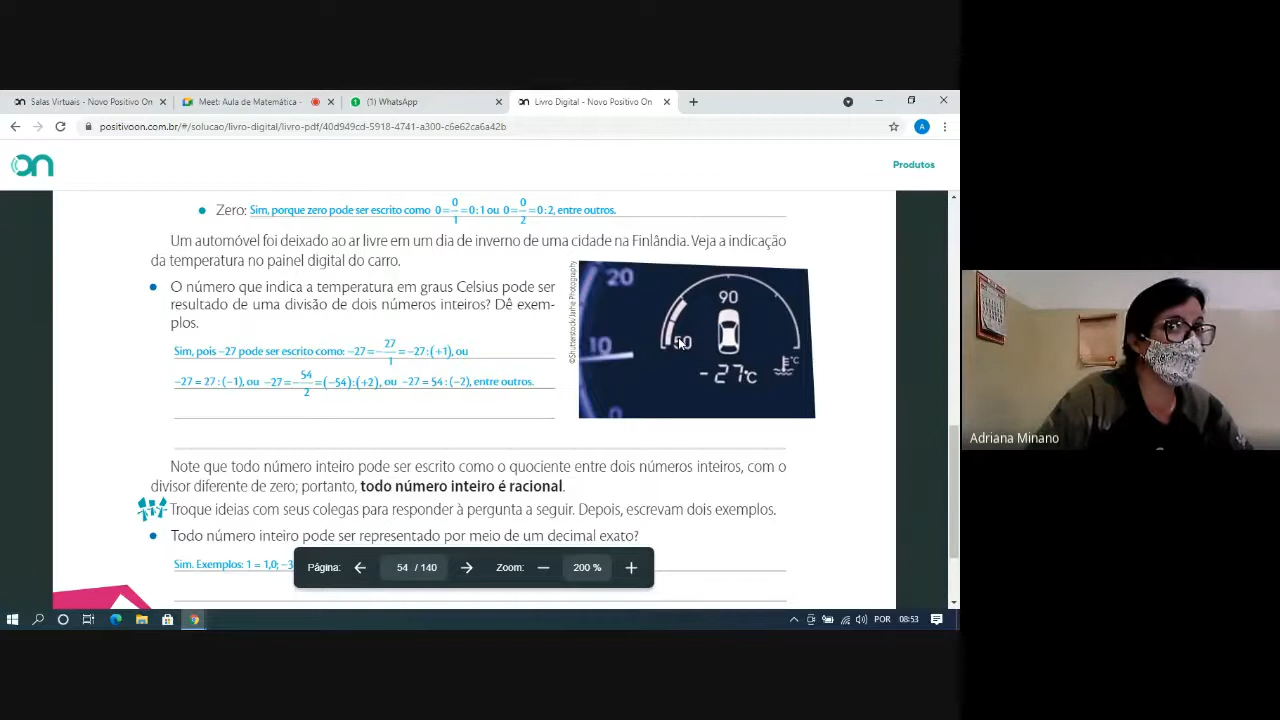 Salas Virtuais - Novo Positivo On
Meet: Aula de Matemática -
(1) WhatsApp
Livro Digital - Novo Positivo On
positivoon.com.br/#/solucao/livro-digital/livro-pdf/40d949cd-5918-4741-a300-c6e62ca6a42b
A
on
Produtos
• Zero: Sim, porque zero pode ser escrito como 0 = 0/1 = 0 : 1 ou 0 = 0/2 = 0 : 2, entre outros.
Um automóvel foi deixado ao ar livre em um dia de inverno de uma cidade na Finlândia. Veja a indicação
da temperatura no painel digital do carro.
• O número que indica a temperatura em graus Celsius pode ser
resultado de uma divisão de dois números inteiros? Dê exem-
plos.
Sim, pois –27 pode ser escrito como: –27 = – 27/1 = –27 : (+1), ou
–27 = 27 : (–1), ou –27 = – 54/2 = (–54) : (+2), ou –27 = 54 : (–2), entre outros.
©Shutterstock/Jarhe Photography
20
10
0
90
50
-27°C
°C
Note que todo número inteiro pode ser escrito como o quociente entre dois números inteiros, com o
divisor diferente de zero; portanto, todo número inteiro é racional.
Troque ideias com seus colegas para responder à pergunta a seguir. Depois, escrevam dois exemplos.
• Todo número inteiro pode ser representado por meio de um decimal exato?
Sim. Exemplos: 1 = 1,0; –3
Página: 54 / 140 Zoom: 200 %
POR 08:53
Adriana Minano